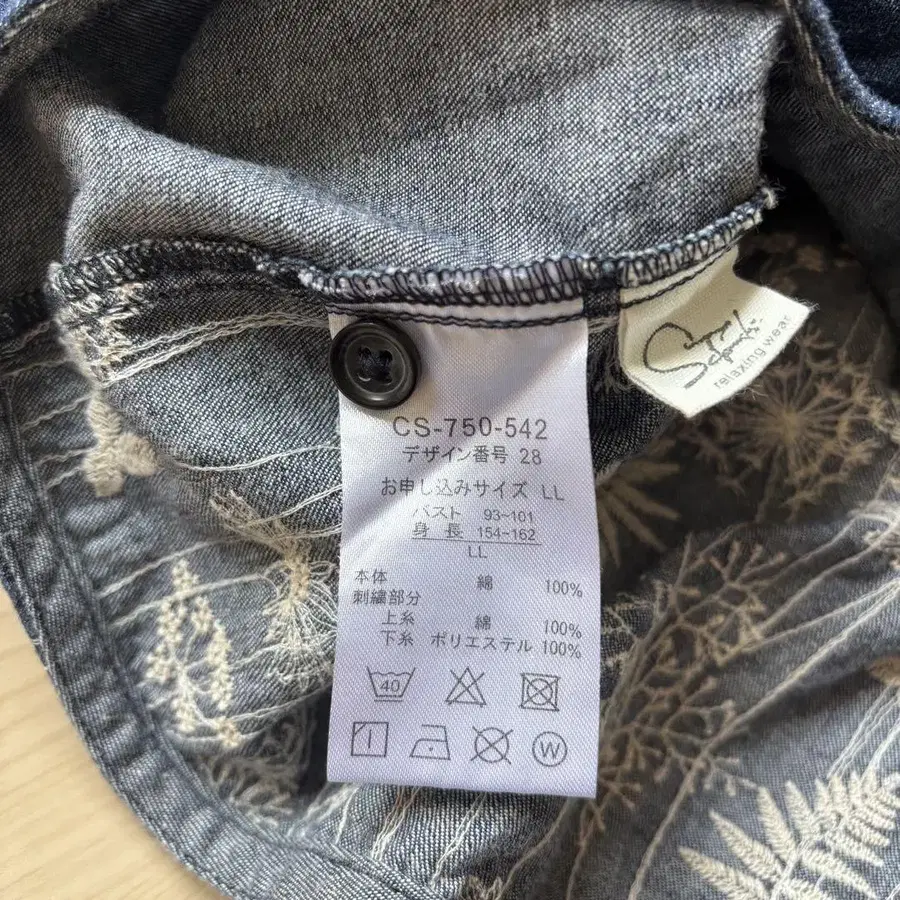 relaxing wear
CS-750-542
デザイン番号 28
お申し込みサイズ LL
バスト 93~101
身長 154~162
LL
本体 綿 100%
刺繍部分
上糸 綿 100%
下糸 ポリエステル 100%
40
W